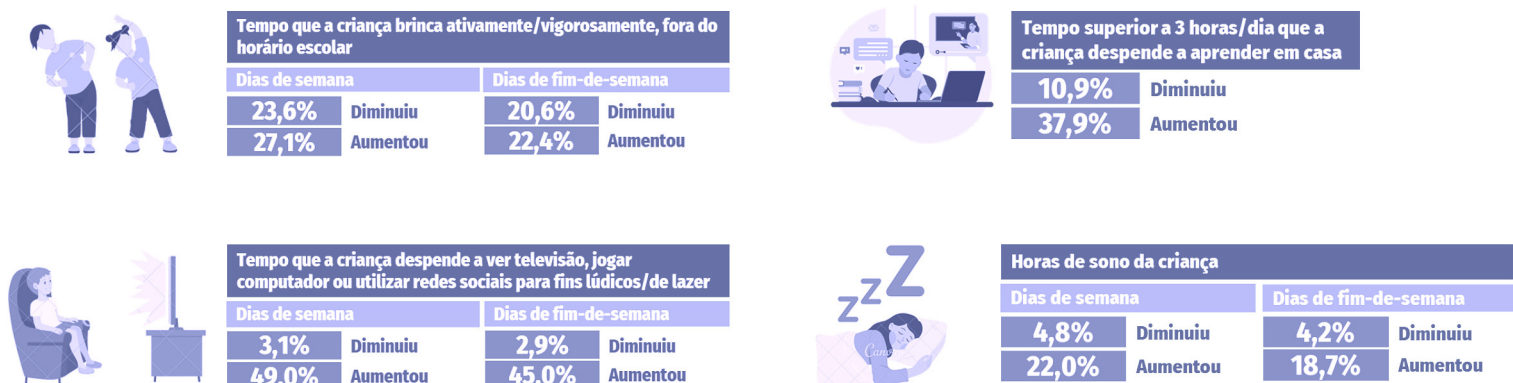 Tempo que a criança brinca ativamente/vigorosamente, fora do
horário escolar
Dias de semana
Dias de fim-de-semana
23,6% Diminuiu
20,6% Diminuiu
27,1% Aumentou
22,4% Aumentou
Tempo superior a 3 horas/dia que a
criança despende a aprender em casa
10,9% Diminuiu
37,9% Aumentou
Tempo que a criança despende a ver televisão, jogar
computador ou utilizar redes sociais para fins lúdicos/de lazer
Dias de semana
Dias de fim-de-semana
3,1% Diminuiu
2,9% Diminuiu
49,0% Aumentou
45,0% Aumentou
Z
Z
Z
Z
Canva
Horas de sono da criança
Dias de semana
Dias de fim-de-semana
4,8% Diminuiu
4,2% Diminuiu
22,0% Aumentou
18,7% Aumentou